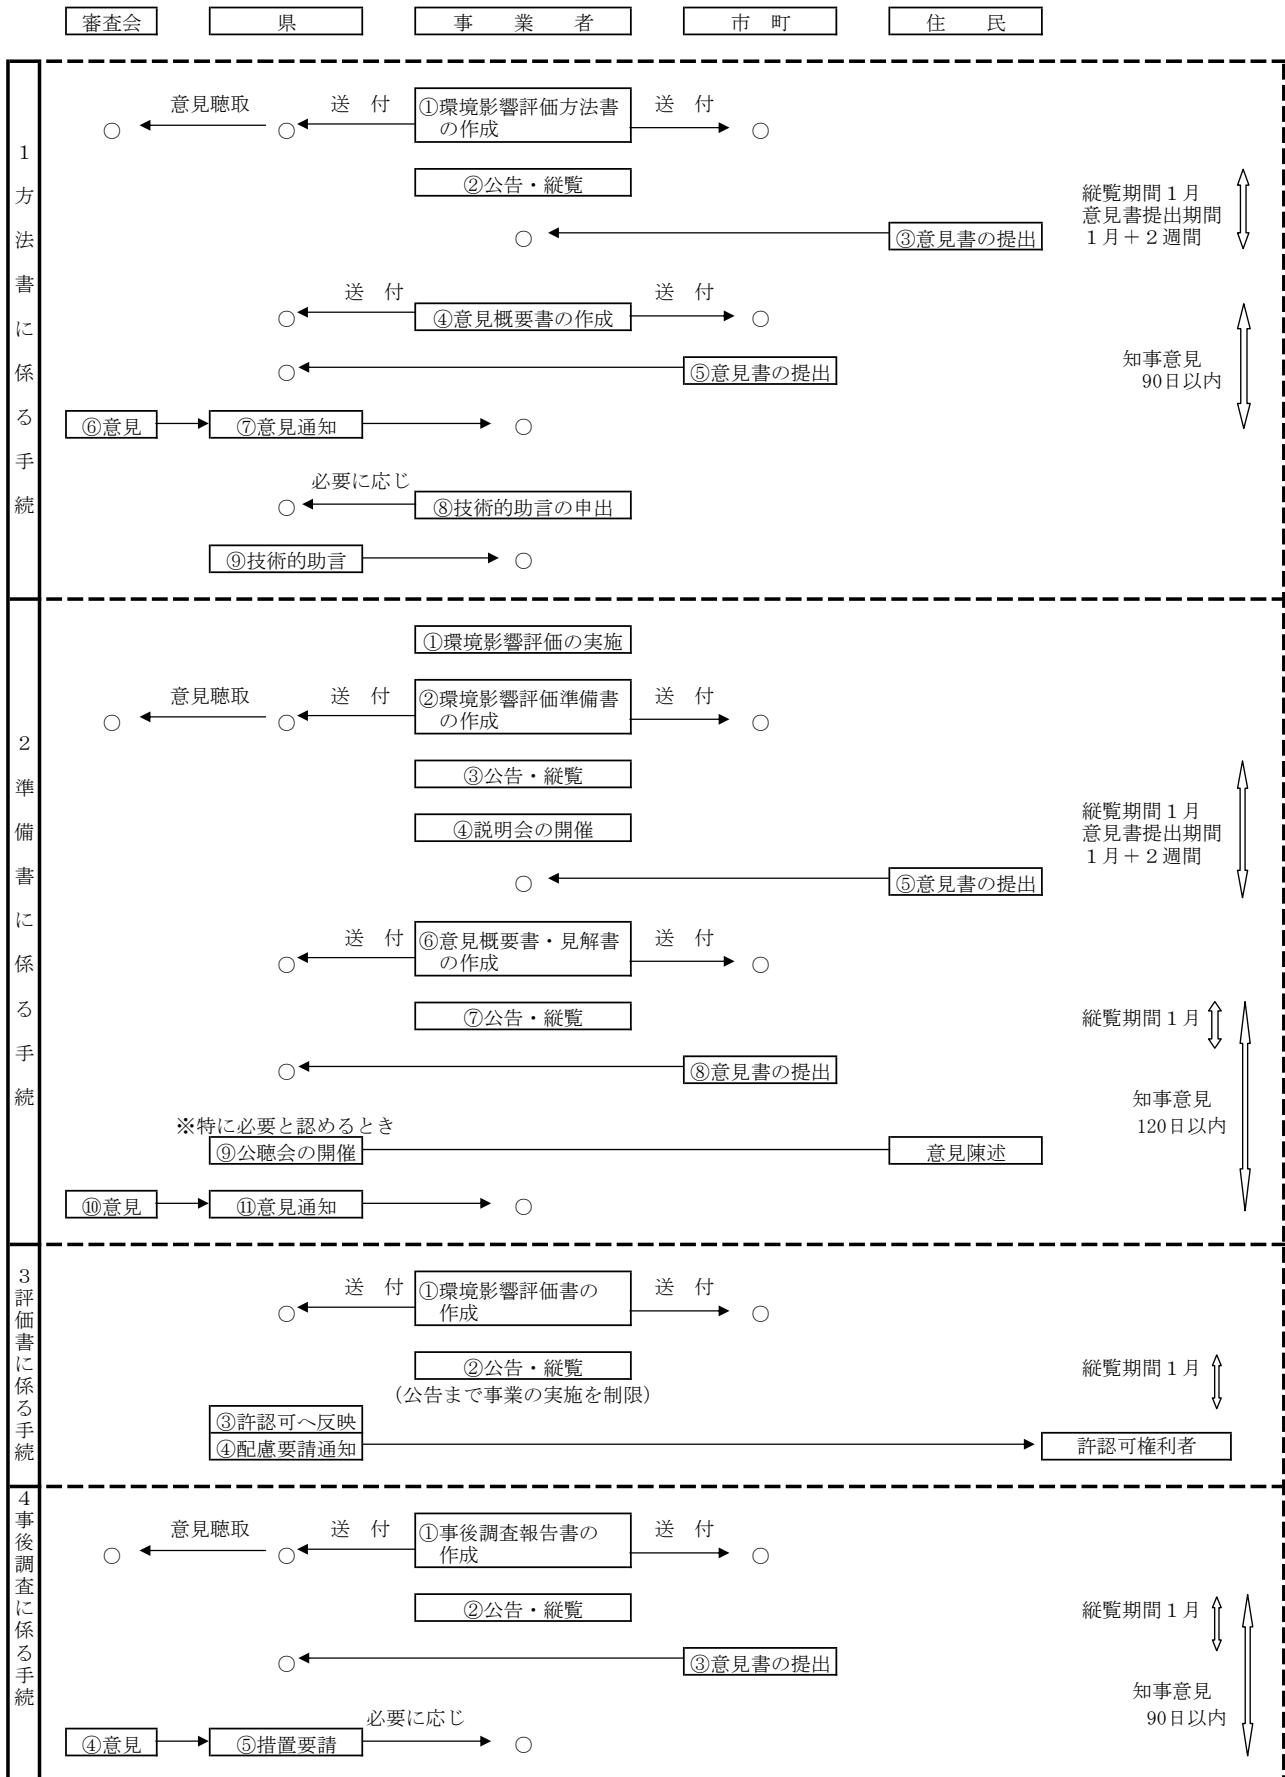 審査会　県　事　業　者　市　町　住　民
1方法書に係る手続
意見聴取　送　付　①環境影響評価方法書　送　付
の作成
②公告・縦覧
縦覧期間１月
意見書提出期間
１月＋２週間
③意見書の提出
送　付　④意見概要書の作成　送　付
⑤意見書の提出
知事意見
90日以内
⑥意見　⑦意見通知
必要に応じ
⑧技術的助言の申出
⑨技術的助言
2準備書に係る手続
①環境影響評価の実施
意見聴取　送　付　②環境影響評価準備書　送　付
の作成
③公告・縦覧
④説明会の開催
縦覧期間１月
意見書提出期間
１月＋２週間
⑤意見書の提出
送　付　⑥意見概要書・見解書　送　付
の作成
⑦公告・縦覧　縦覧期間１月
⑧意見書の提出
知事意見
120日以内
※特に必要と認めるとき
⑨公聴会の開催　意見陳述
⑩意見　⑪意見通知
3評価書に係る手続
送　付　①環境影響評価書の　送　付
作成
②公告・縦覧　縦覧期間１月
（公告まで事業の実施を制限）
③許認可へ反映
④配慮要請通知　許認可権利者
4事後調査に係る手続
意見聴取　送　付　①事後調査報告書の　送　付
作成
②公告・縦覧　縦覧期間１月
③意見書の提出
知事意見
90日以内
必要に応じ
④意見　⑤措置要請